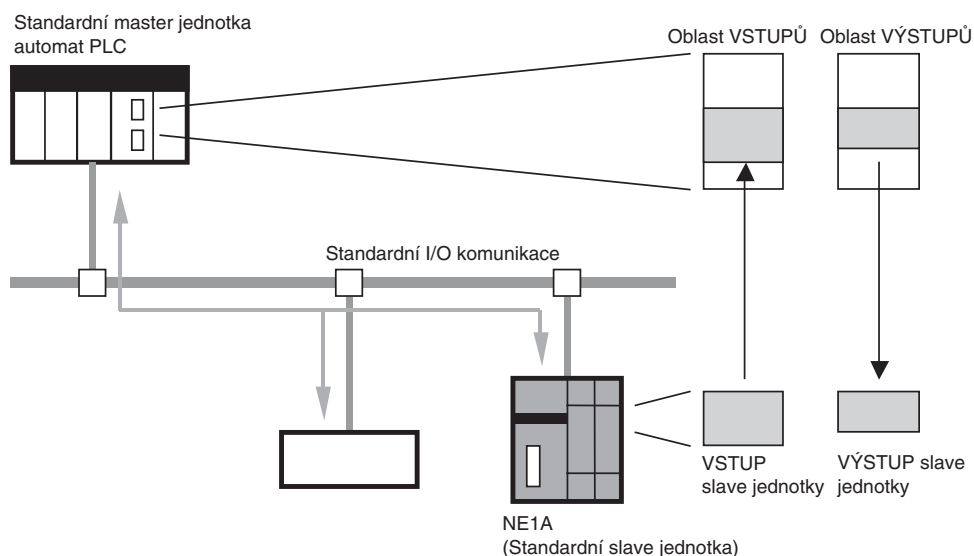 Standardní master jednotka
automat PLC
Oblast VSTUPŮ
Oblast VÝSTUPŮ
Standardní I/O komunikace
VSTUP
slave jednotky
VÝSTUP slave
jednotky
NE1A
(Standardní slave jednotka)